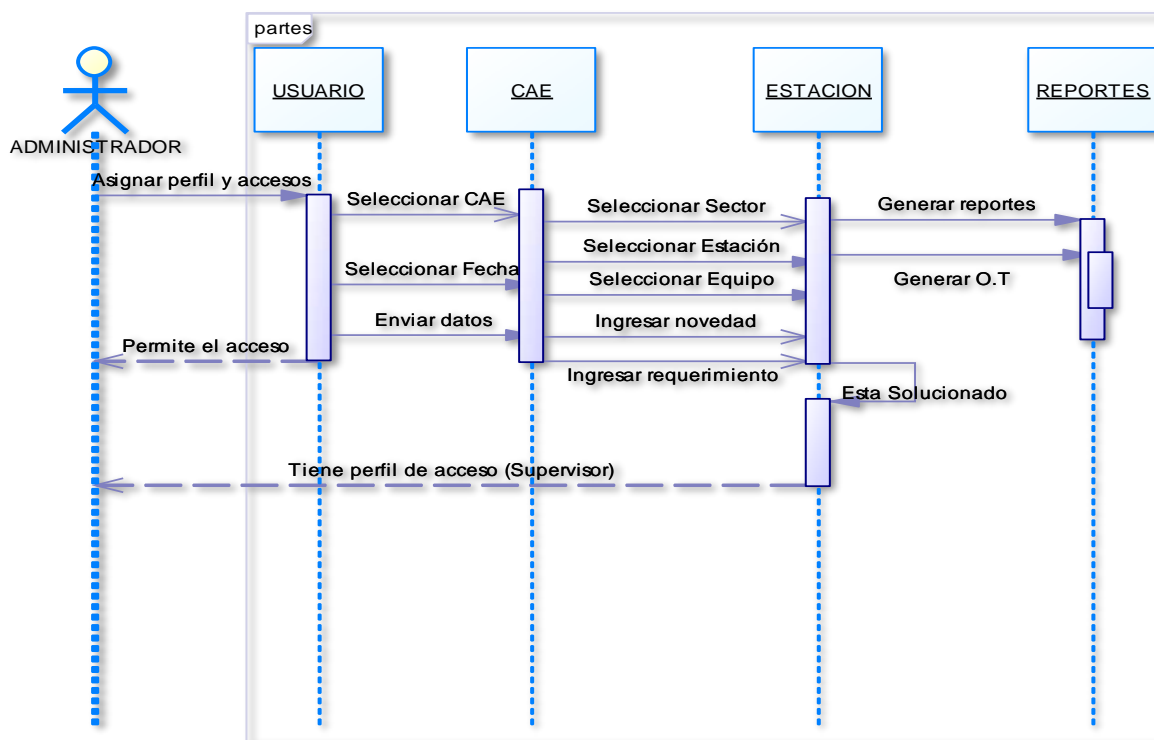 partes
USUARIO
CAE
ESTACION
REPORTES
ADMINISTRADOR
Asignar perfil y accesos
Seleccionar CAE
Seleccionar Sector
Generar reportes
Seleccionar Estación
Seleccionar Fecha
Seleccionar Equipo
Generar O.T
Enviar datos
Ingresar novedad
Permite el acceso
Ingresar requerimiento
Esta Solucionado
Tiene perfil de acceso (Supervisor)